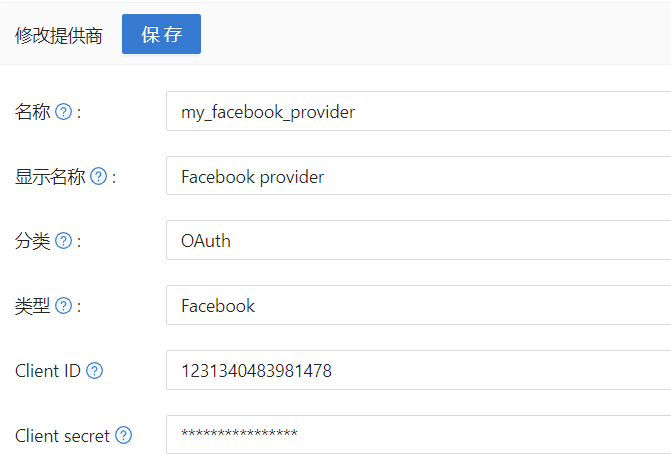 修改提供商 保 存
名称 ? : my_facebook_provider
显示名称 ? : Facebook provider
分类 ? : OAuth
类型 ? : Facebook
Client ID ? 1231340483981478
Client secret ? ****************